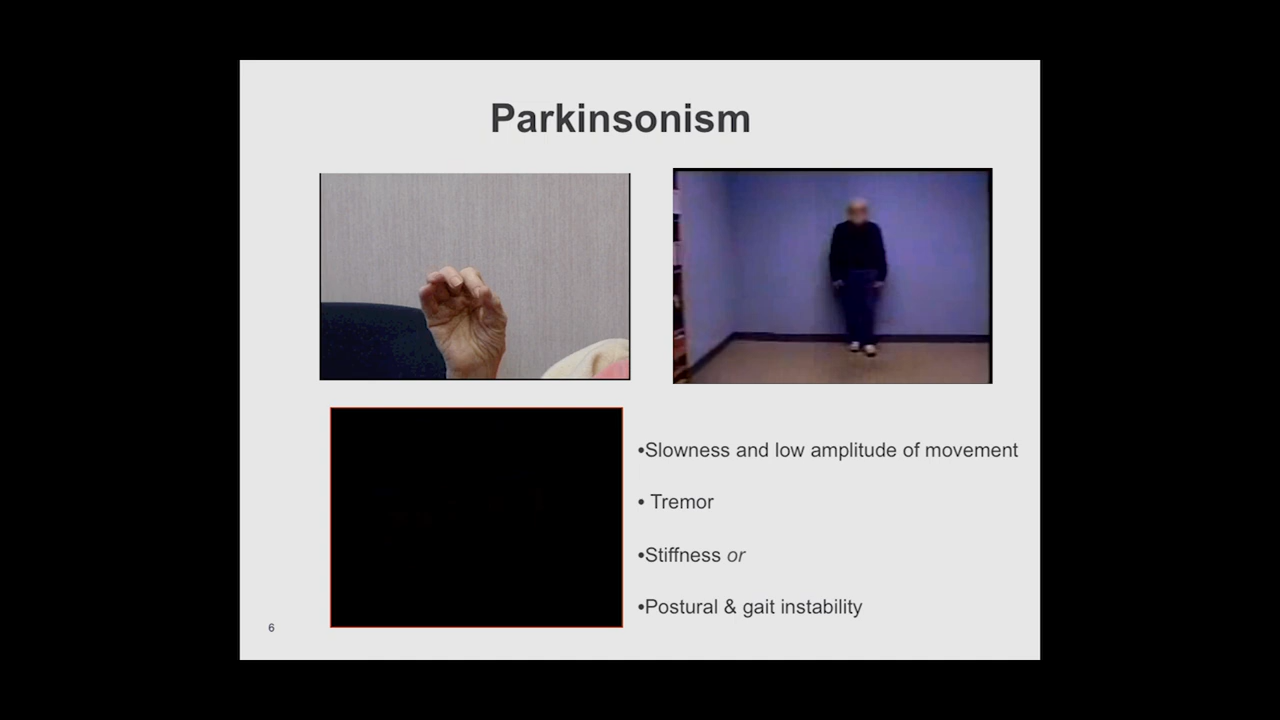 Parkinsonism
•Slowness and low amplitude of movement
• Tremor
•Stiffness or
•Postural & gait instability
6